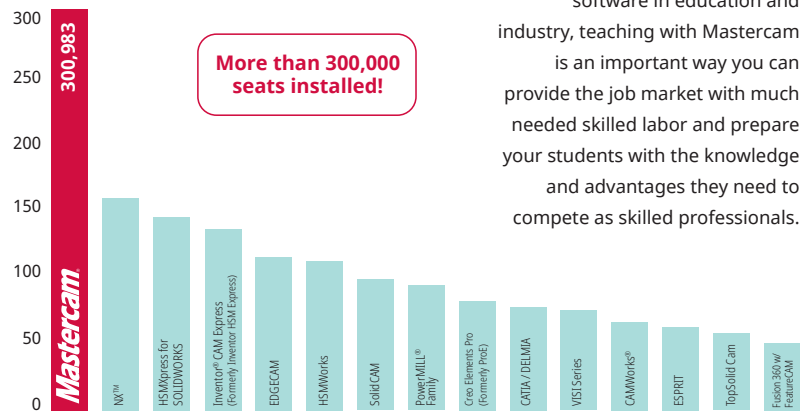 software in education and
industry, teaching with Mastercam
is an important way you can
provide the job market with much
needed skilled labor and prepare
your students with the knowledge
and advantages they need to
compete as skilled professionals.
More than 300,000
seats installed!
300
250
200
150
100
50
0
300,983
Mastercam.
NX™
HSMXpress for
SOLIDWORKS
Inventor® CAM Express
(Formerly Inventor HSM Express)
EDGECAM
HSMWorks
SolidCAM
PowerMILL®
Family
Creo Elements Pro
(Formerly ProE)
CATIA / DELMIA
VISI Series
CAMWorks®
ESPRIT
TopSolid Cam
Fusion 360 w/
FeatureCAM